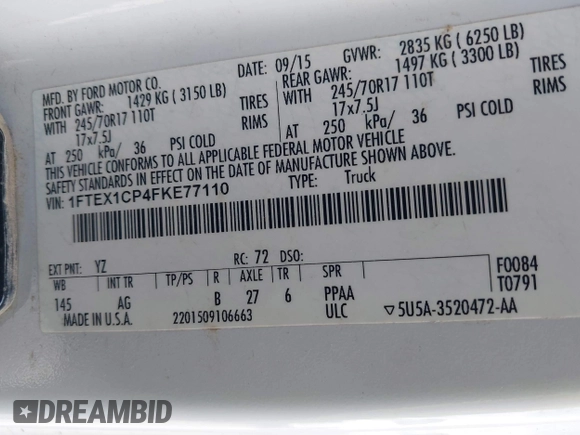 MFD. BY FORD MOTOR CO.
DATE: 09/15 GVWR: 2835 KG ( 6250 LB)
FRONT GAWR: 1429 KG ( 3150 LB) REAR GAWR: 1497 KG ( 3300 LB)
WITH 245/70R17 110T TIRES WITH 245/70R17 110T TIRES
17x7.5J RIMS 17x7.5J RIMS
AT 250 kPa/ 36 PSI COLD AT 250 kPa/ 36 PSI COLD
THIS VEHICLE CONFORMS TO ALL APPLICABLE FEDERAL MOTOR VEHICLE
SAFETY STANDARDS IN EFFECT ON THE DATE OF MANUFACTURE SHOWN ABOVE.
VIN: 1FTEX1CP4FKE77110 TYPE: Truck
EXT PNT: YZ RC: 72 DSO: F0084
WB INT TR TP/PS R AXLE TR SPR T0791
145 AG B 27 6 PPAA
MADE IN U.S.A. 2201509106663 ULC ▽5U5A-3520472-AA
DREAMBID